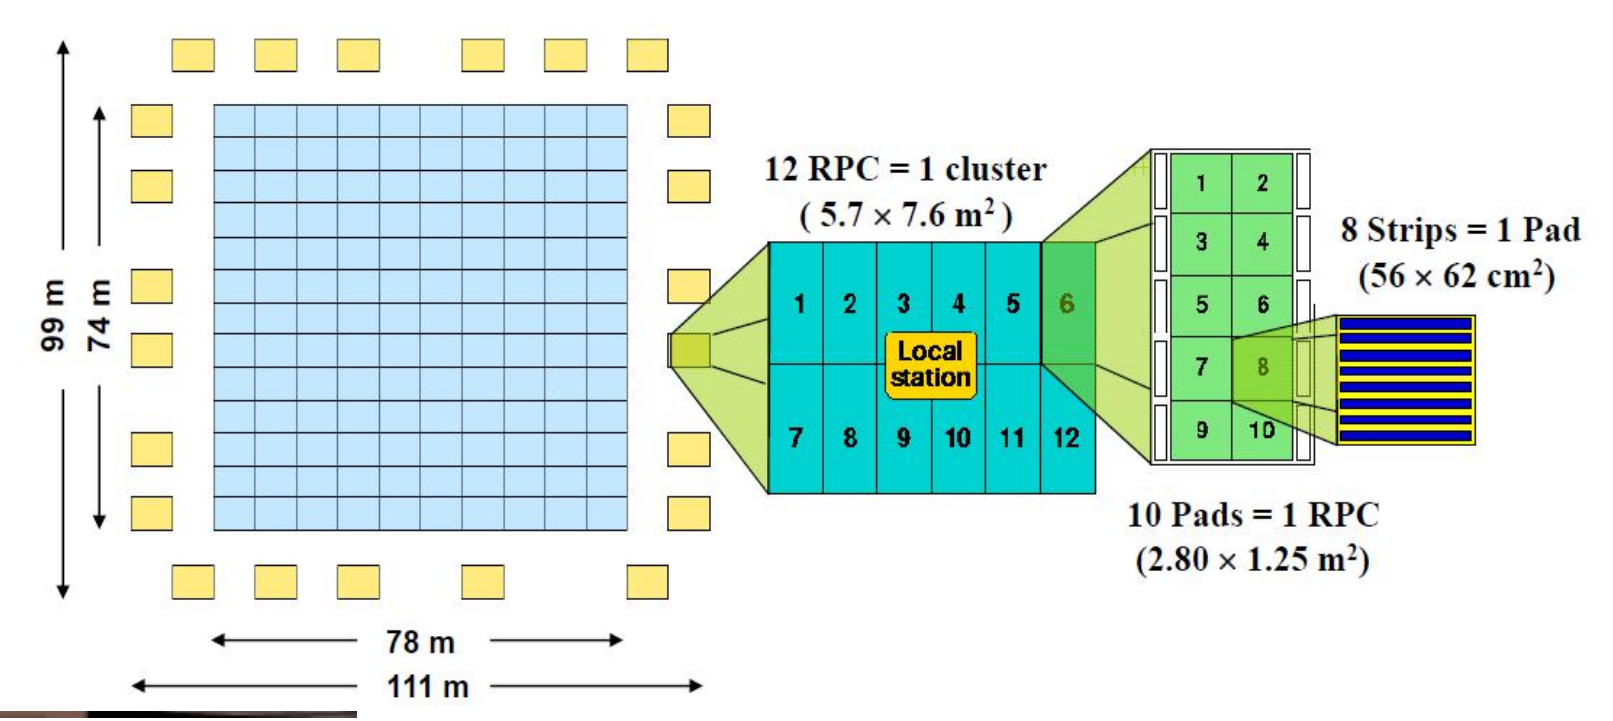 99 m
74 m
78 m
111 m
12 RPC = 1 cluster
( 5.7 × 7.6 m² )
1 2 3 4 5 6
Local
station
7 8 9 10 11 12
1 2
3 4
5 6
7 8
9 10
10 Pads = 1 RPC
(2.80 × 1.25 m²)
8 Strips = 1 Pad
(56 × 62 cm²)